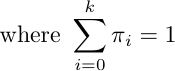 where $\sum_{i=0}^{k} \pi_i = 1$